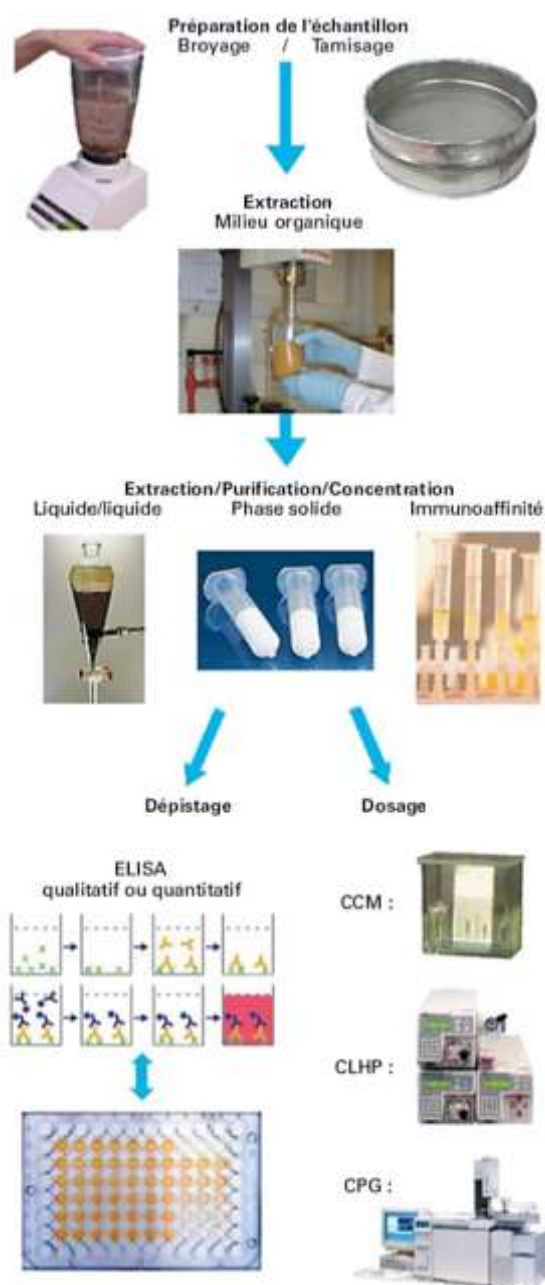 Préparation de l'échantillon
Broyage / Tamisage
Extraction
Milieu organique
Extraction/Purification/Concentration
Liquide/liquide Phase solide Immunoaffinité
Dépistage Dosage
ELISA
qualitatif ou quantitatif
CCM :
CLHP :
CPG :